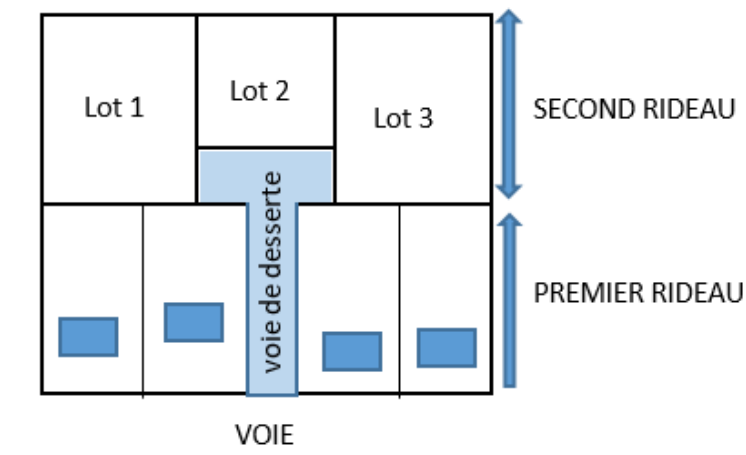 Lot 1
Lot 2
Lot 3
SECOND RIDEAU
voie de desserte
PREMIER RIDEAU
VOIE